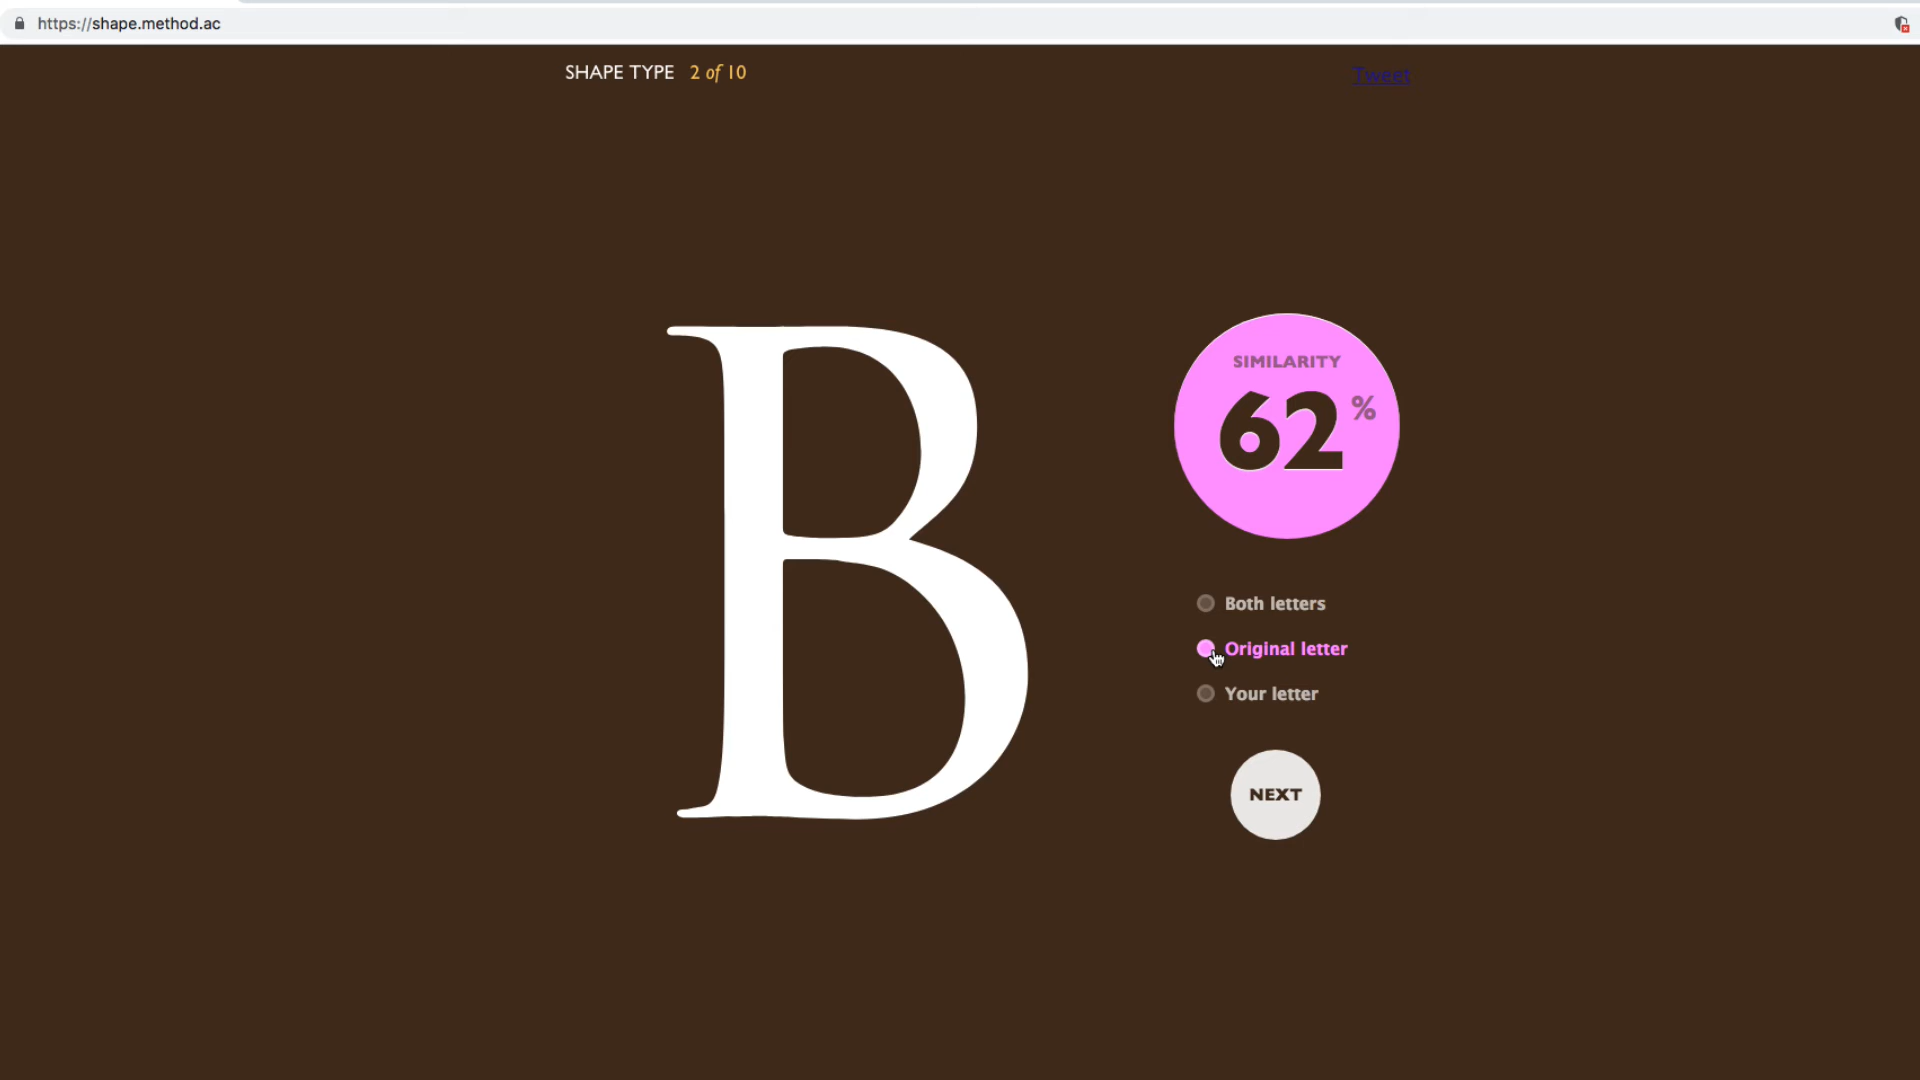 https://shape.method.ac
SHAPE TYPE 2 of 10
Tweet
B
SIMILARITY
62 %
Both letters
Original letter
Your letter
NEXT